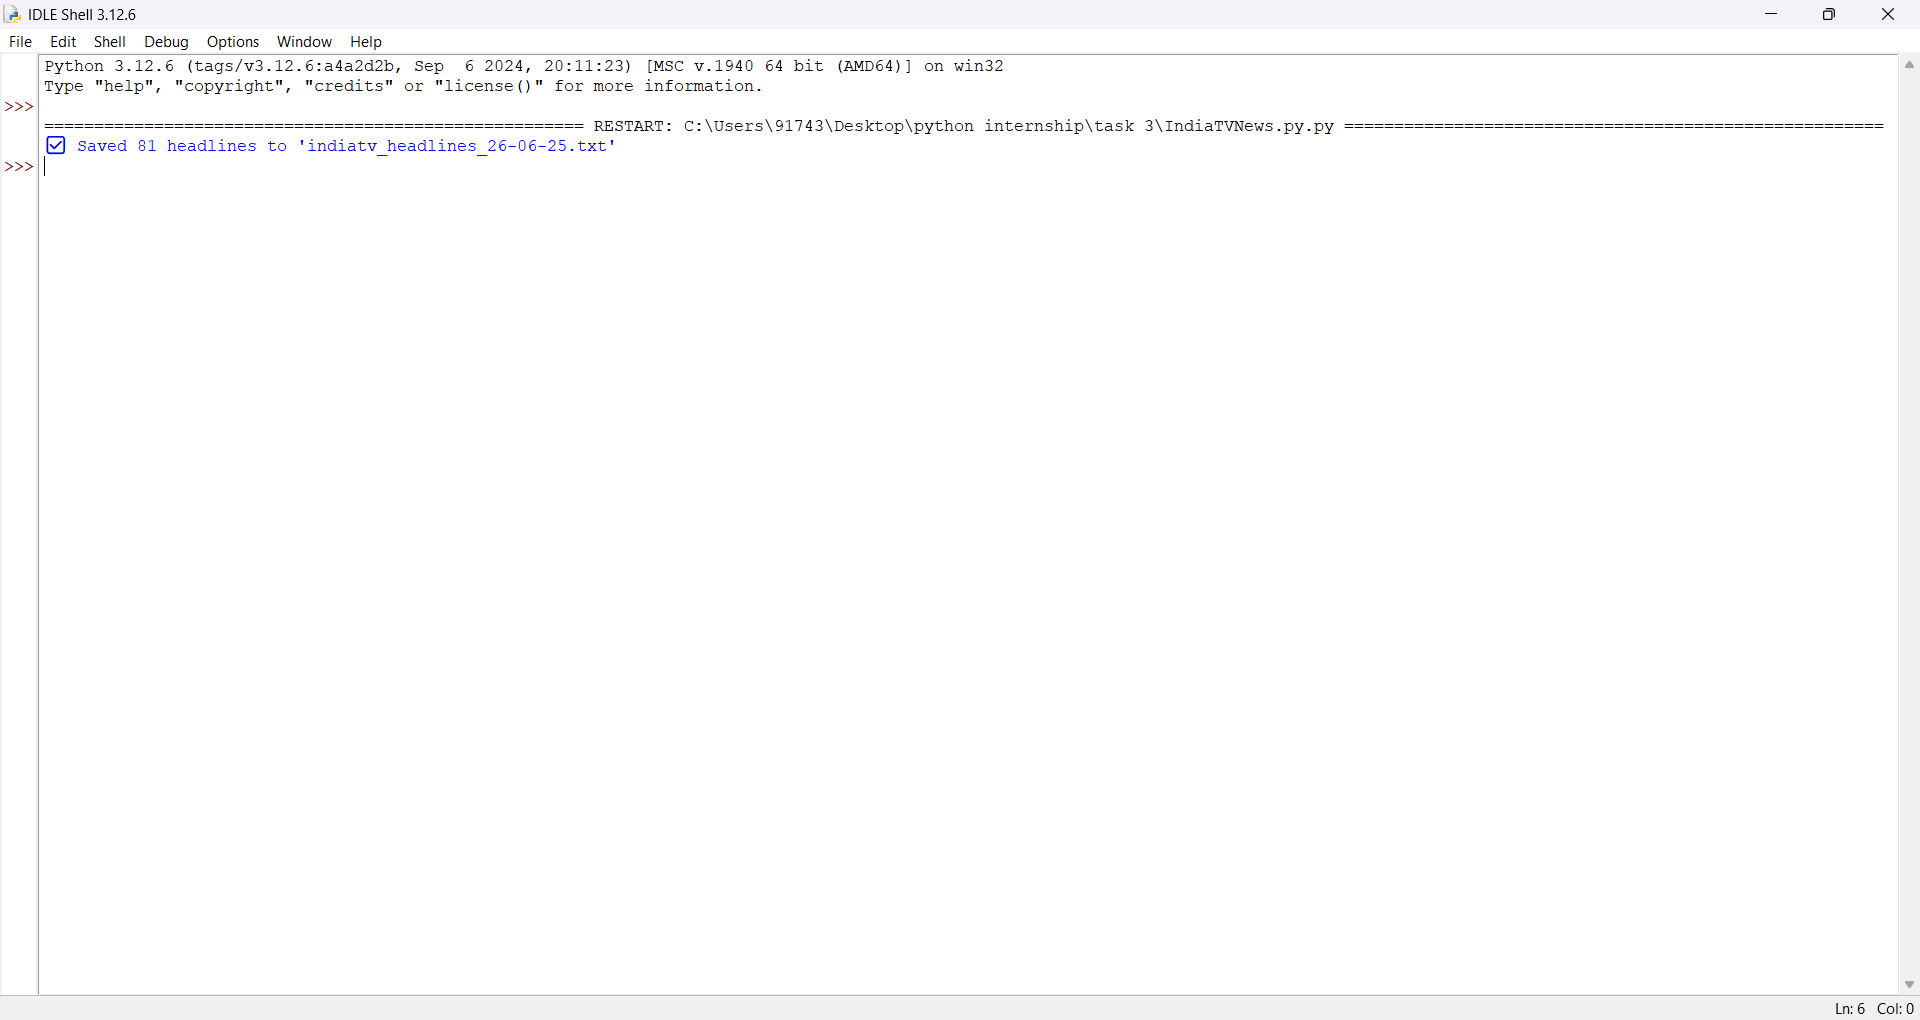 IDLE Shell 3.12.6
File Edit Shell Debug Options Window Help
Python 3.12.6 (tags/v3.12.6:a4a2d2b, Sep  6 2024, 20:11:23) [MSC v.1940 64 bit (AMD64)] on win32
Type "help", "copyright", "credits" or "license()" for more information.
>>>
====================================================== RESTART: C:\Users\91743\Desktop\python internship\task 3\IndiaTVNews.py.py ======================================================
☑ Saved 81 headlines to 'indiatv_headlines_26-06-25.txt'
>>>
Ln: 6 Col: 0